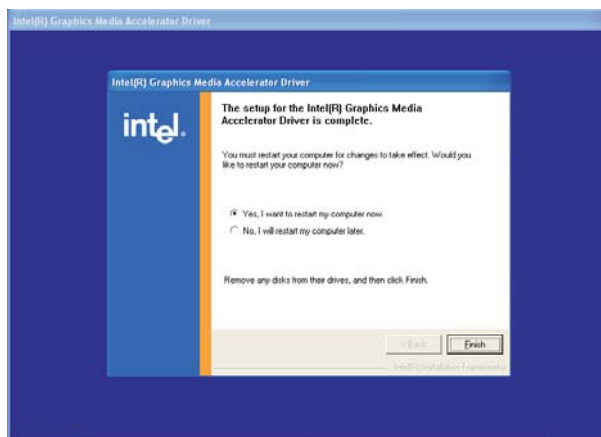 Intel(R) Graphics Media Accelerator Driver
Intel(R) Graphics Media Accelerator Driver
intel.
The setup for the Intel(R) Graphics Media
Accelerator Driver is complete.
You must restart your computer for changes to take effect. Would you
like to restart your computer now?
Yes, I want to restart my computer now.
No, I will restart my computer later.
Remove any disks from their drives, and then click Finish.
< Back
Finish
Intel(R) Installation Frameworks